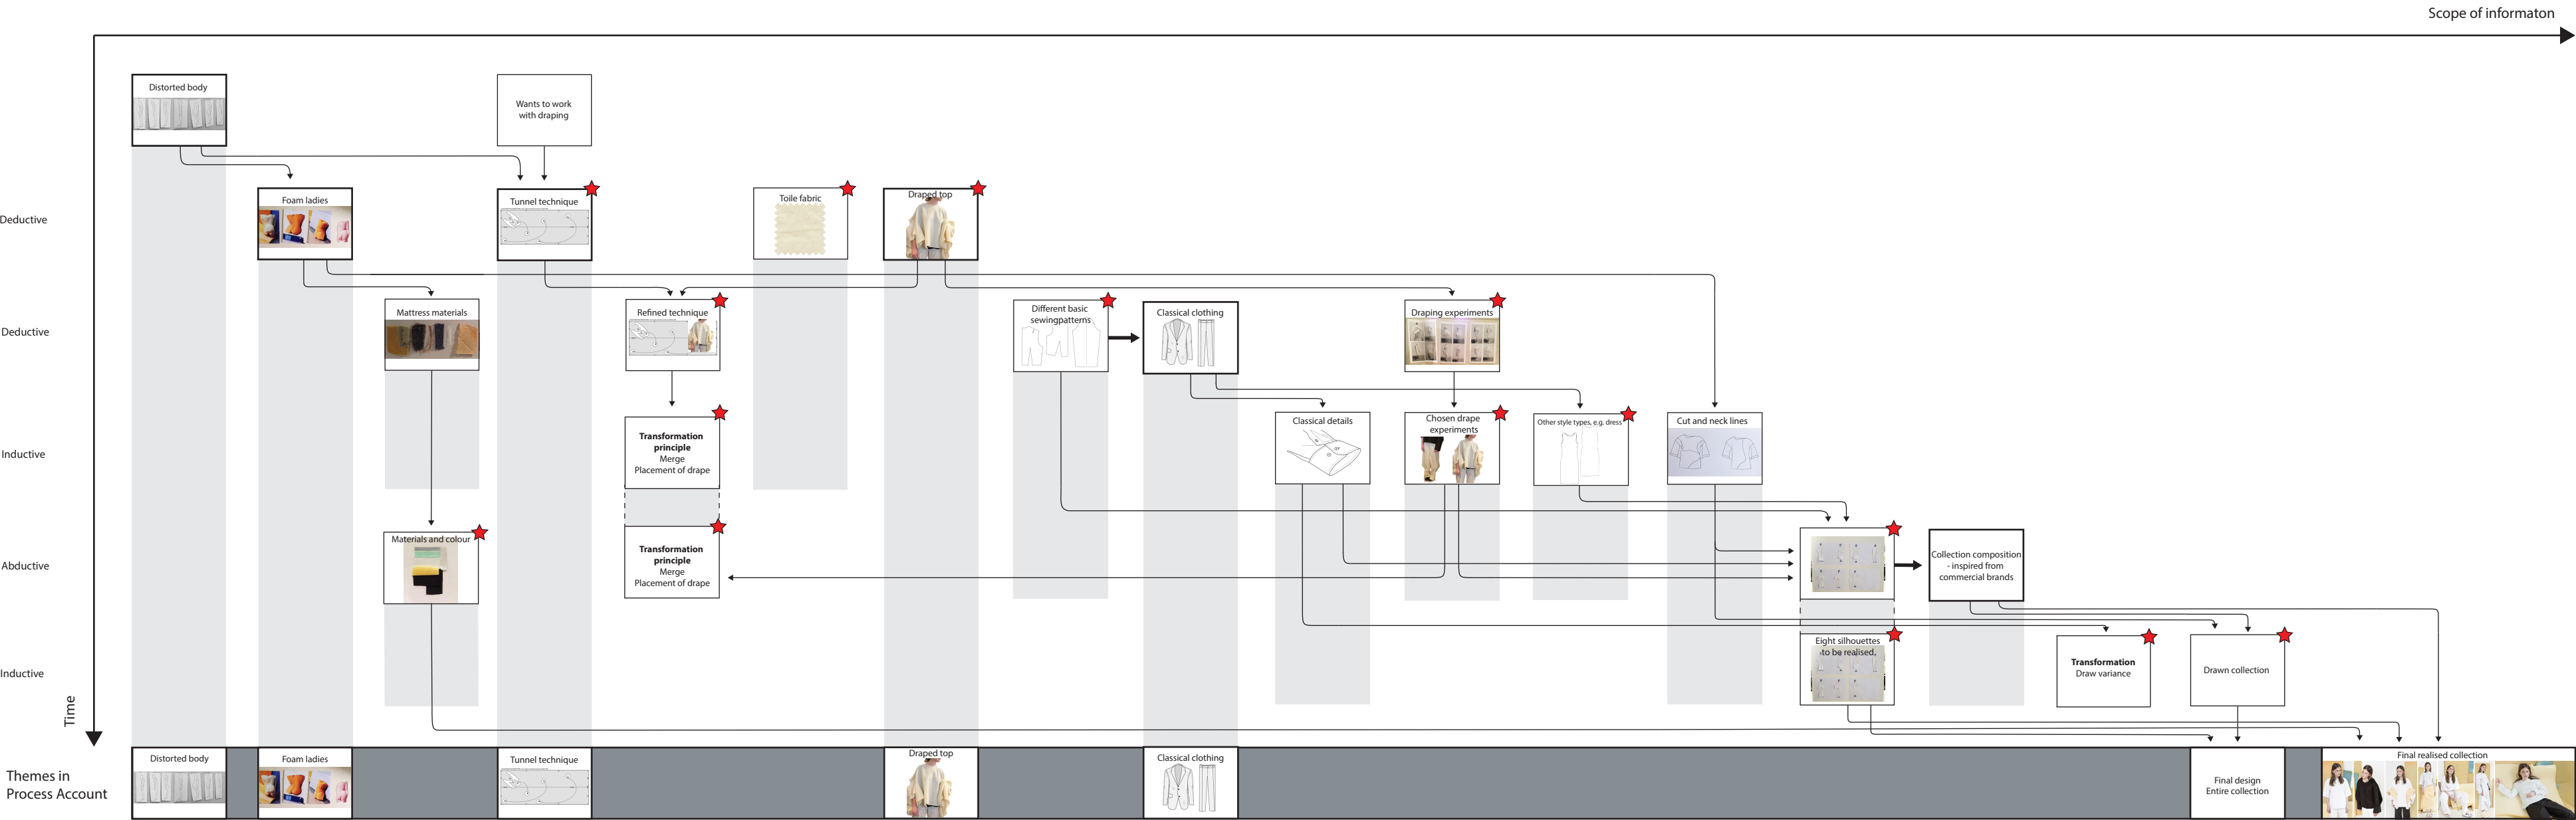 Scope of informaton
Distorted body
Wants to work
with draping
Deductive
Foam ladies
Tunnel technique
Toile fabric
Draped top
Deductive
Mattress materials
Refined technique
Different basic
sewingpatterns
Classical clothing
Draping experiments
Inductive
Transformation
principle
Merge
Placement of drape
Classical details
Chosen drape
experiments
Other style types, e.g. dress
Cut and neck lines
Abductive
Materials and colour
Transformation
principle
Merge
Placement of drape
Collection composition
- inspired from
commercial brands
Inductive
Eight silhouettes
to be realised,
Transformation
Draw variance
Drawn collection
Time
Themes in
Process Account
Distorted body
Foam ladies
Tunnel technique
Draped top
Classical clothing
Final design
Entire collection
Final realised collection